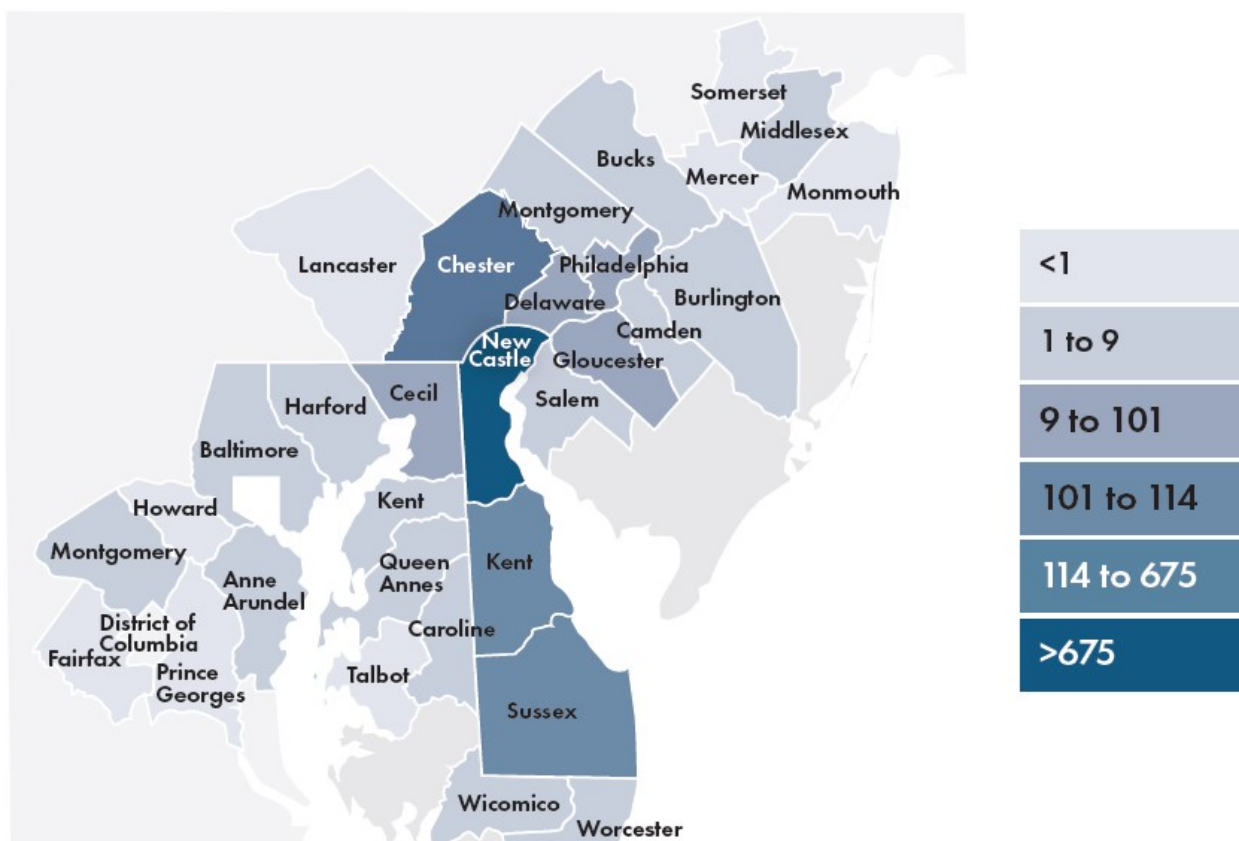 Somerset
Middlesex
Bucks
Mercer
Monmouth
Montgomery
Lancaster
Chester
Philadelphia
Delaware
Burlington
Camden
New
Castle
Gloucester
Cecil
Salem
Harford
Baltimore
Howard
Kent
Montgomery
Queen
Annes
Kent
Anne
Arundel
District of
Columbia
Caroline
Fairfax
Prince
Georges
Talbot
Sussex
Wicomico
Worcester
<1
1 to 9
9 to 101
101 to 114
114 to 675
>675